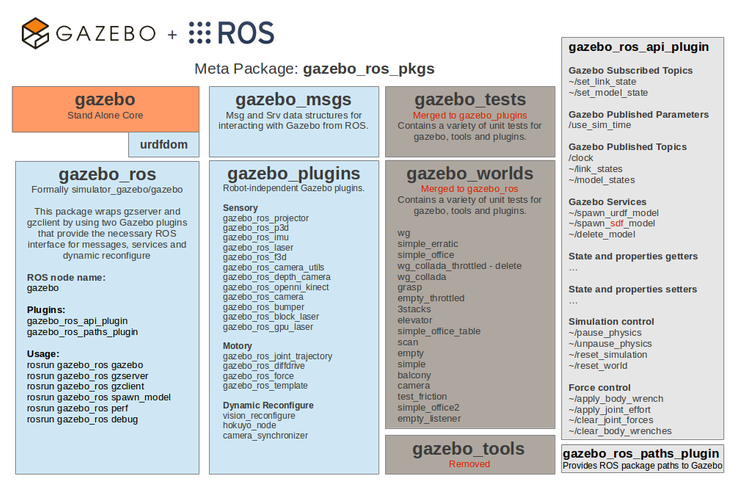 GAZEBO + ROS
Meta Package: gazebo_ros_pkgs
gazebo
Stand Alone Core
urdfdom
gazebo_ros
Formally simulator_gazebo/gazebo
This package wraps gzserver and
gzclient by using two Gazebo plugins
that provide the necessary ROS
interface for messages, services and
dynamic reconfigure
ROS node name:
gazebo
Plugins:
gazebo_ros_api_plugin
gazebo_ros_paths_plugin
Usage:
rosrun gazebo_ros gazebo
rosrun gazebo_ros gzserver
rosrun gazebo_ros gzclient
rosrun gazebo_ros spawn_model
rosrun gazebo_ros perf
rosrun gazebo_ros debug
gazebo_msgs
Msg and Srv data structures for
interacting with Gazebo from ROS.
gazebo_plugins
Robot-independent Gazebo plugins.
Sensory
gazebo_ros_projector
gazebo_ros_p3d
gazebo_ros_imu
gazebo_ros_laser
gazebo_ros_f3d
gazebo_ros_camera_utils
gazebo_ros_depth_camera
gazebo_ros_openni_kinect
gazebo_ros_camera
gazebo_ros_bumper
gazebo_ros_block_laser
gazebo_ros_gpu_laser
Motory
gazebo_ros_joint_trajectory
gazebo_ros_diffdrive
gazebo_ros_force
gazebo_ros_template
Dynamic Reconfigure
vision_reconfigure
hokuyo_node
camera_synchronizer
gazebo_tests
Merged to gazebo_plugins
Contains a variety of unit tests for
gazebo, tools and plugins.
gazebo_worlds
Merged to gazebo_ros
Contains a variety of unit tests for
gazebo, tools and plugins.
wg
simple_erratic
simple_office
wg_collada_throttled - delete
wg_collada
grasp
empty_throttled
3stacks
elevator
simple_office_table
scan
empty
simple
balcony
camera
test_friction
simple_office2
empty_listener
gazebo_tools
Removed
gazebo_ros_api_plugin
Gazebo Subscribed Topics
~/set_link_state
~/set_model_state
Gazebo Published Parameters
/use_sim_time
Gazebo Published Topics
/clock
~/link_states
~/model_states
Gazebo Services
~/spawn_urdf_model
~/spawn_sdf_model
~/delete_model
State and properties getters
...
State and properties setters
...
Simulation control
~/pause_physics
~/unpause_physics
~/reset_simulation
~/reset_world
Force control
~/apply_body_wrench
~/apply_joint_effort
~/clear_joint_forces
~/clear_body_wrenches
gazebo_ros_paths_plugin
Provides ROS package paths to Gazebo